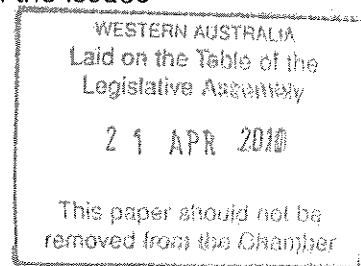 WESTERN AUSTRALIA
Laid on the Table of the
Legislative Assembly
21 APR 2010
This paper should not be
removed from the Chamber